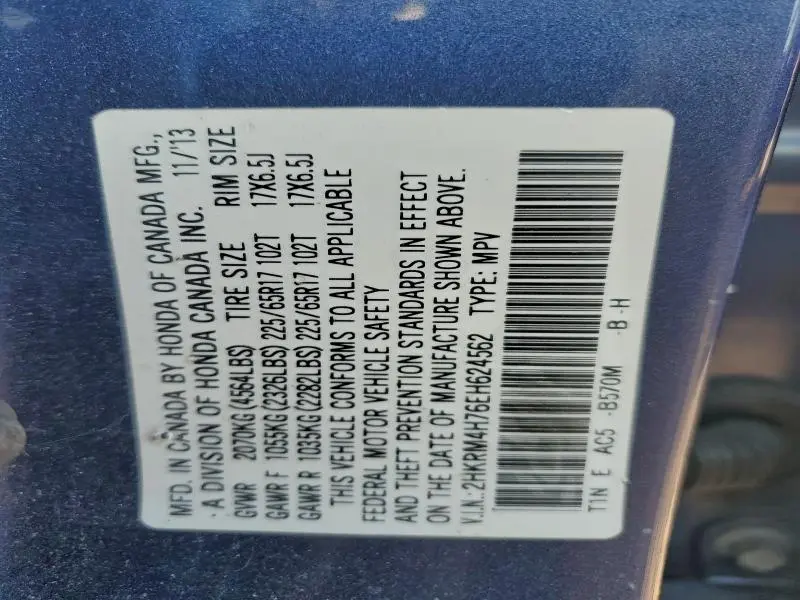 MFD. IN CANADA BY HONDA OF CANADA MFG.,
A DIVISION OF HONDA CANADA INC. 11/'13
GVWR 2070KG(4564LBS) TIRE SIZE RIM SIZE
GAWR F 1055KG(2326LBS) 225/65R17 102T 17X6.5J
GAWR R 1035KG(2282LBS) 225/65R17 102T 17X6.5J
THIS VEHICLE CONFORMS TO ALL APPLICABLE
FEDERAL MOTOR VEHICLE SAFETY
AND THEFT PREVENTION STANDARDS IN EFFECT
ON THE DATE OF MANUFACTURE SHOWN ABOVE.
V.I.N.: 2HKRM4H76EH624562 TYPE: MPV
T1N E AC5 -B570M -B -H